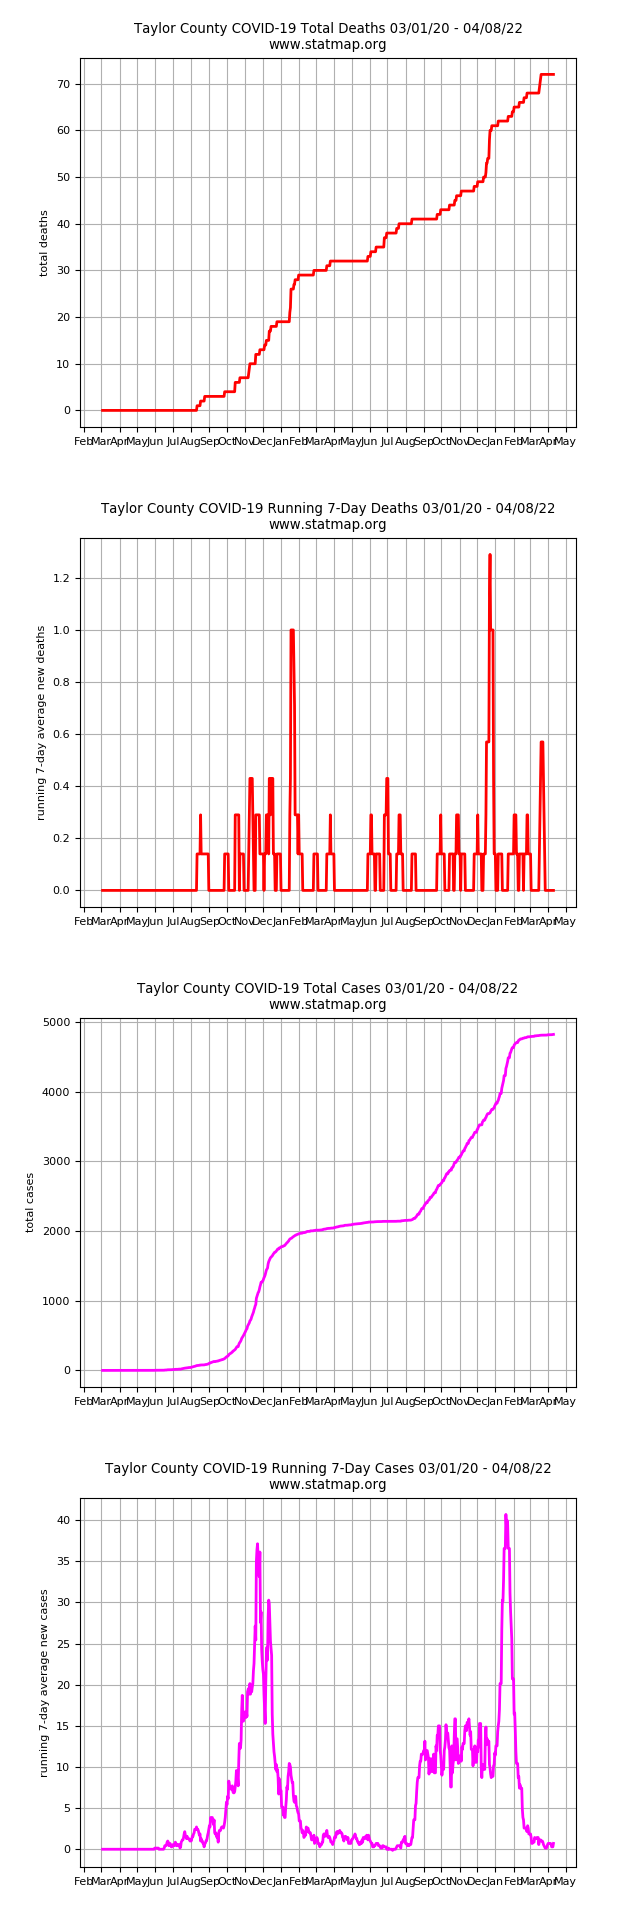 Taylor County COVID-19 Total Deaths 03/01/20 - 04/08/22
www.statmap.org
70
60
50
40
30
20
10
0
total deaths
Feb Mar Apr May Jun Jul Aug Sep Oct Nov Dec Jan Feb Mar Apr May Jun Jul Aug Sep Oct Nov Dec Jan Feb Mar Apr May
Taylor County COVID-19 Running 7-Day Deaths 03/01/20 - 04/08/22
www.statmap.org
1.2
1.0
0.8
0.6
0.4
0.2
0.0
running 7-day average new deaths
Feb Mar Apr May Jun Jul Aug Sep Oct Nov Dec Jan Feb Mar Apr May Jun Jul Aug Sep Oct Nov Dec Jan Feb Mar Apr May
Taylor County COVID-19 Total Cases 03/01/20 - 04/08/22
www.statmap.org
5000
4000
3000
2000
1000
0
total cases
Feb Mar Apr May Jun Jul Aug Sep Oct Nov Dec Jan Feb Mar Apr May Jun Jul Aug Sep Oct Nov Dec Jan Feb Mar Apr May
Taylor County COVID-19 Running 7-Day Cases 03/01/20 - 04/08/22
www.statmap.org
40
35
30
25
20
15
10
5
0
running 7-day average new cases
Feb Mar Apr May Jun Jul Aug Sep Oct Nov Dec Jan Feb Mar Apr May Jun Jul Aug Sep Oct Nov Dec Jan Feb Mar Apr May